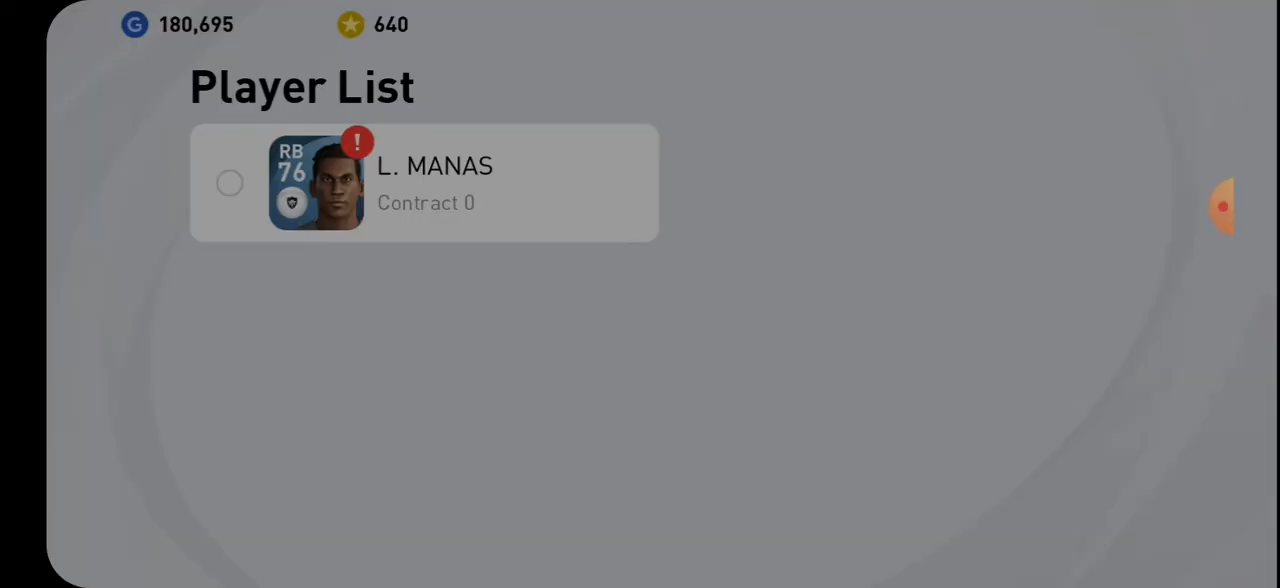 G 180,695 640
Player List
RB
76
!
L. MANAS
Contract 0